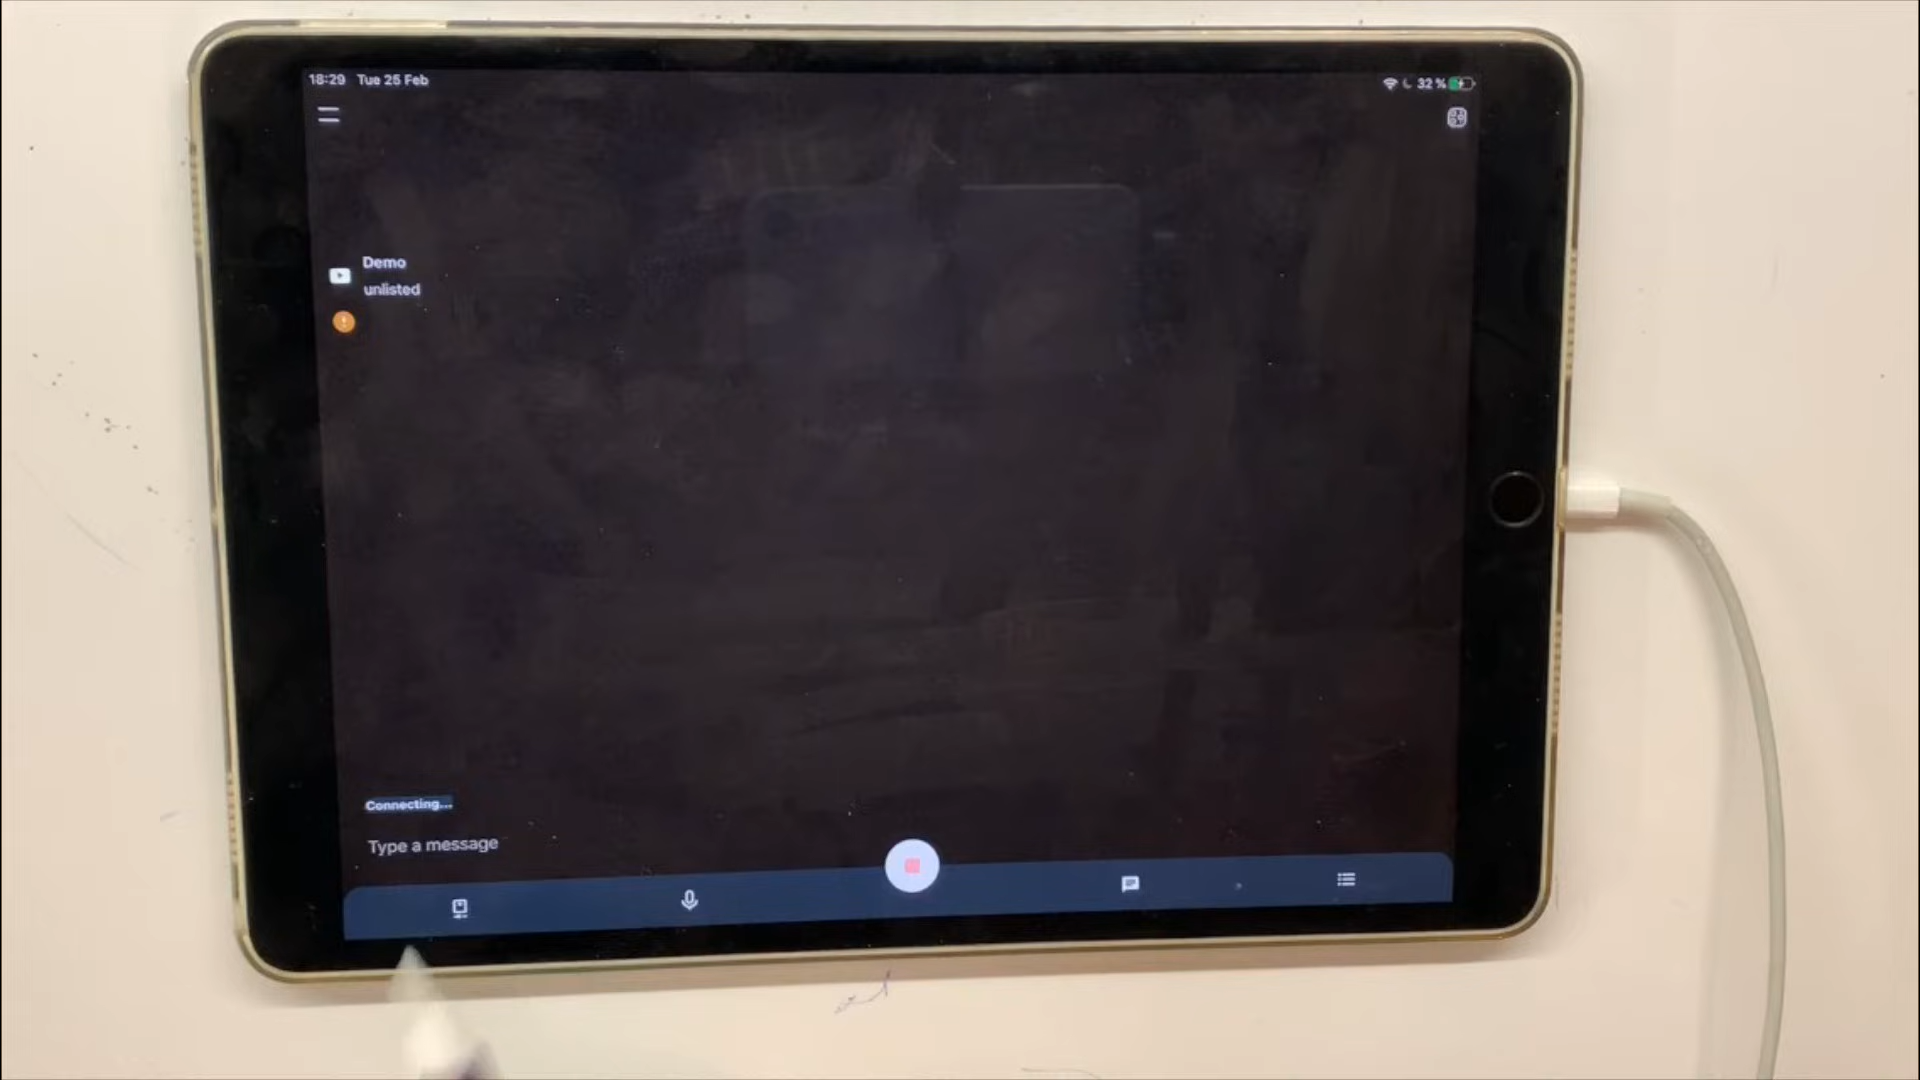 18:29 Tue 25 Feb
32 %
Demo
unlisted
Connecting...
Type a message